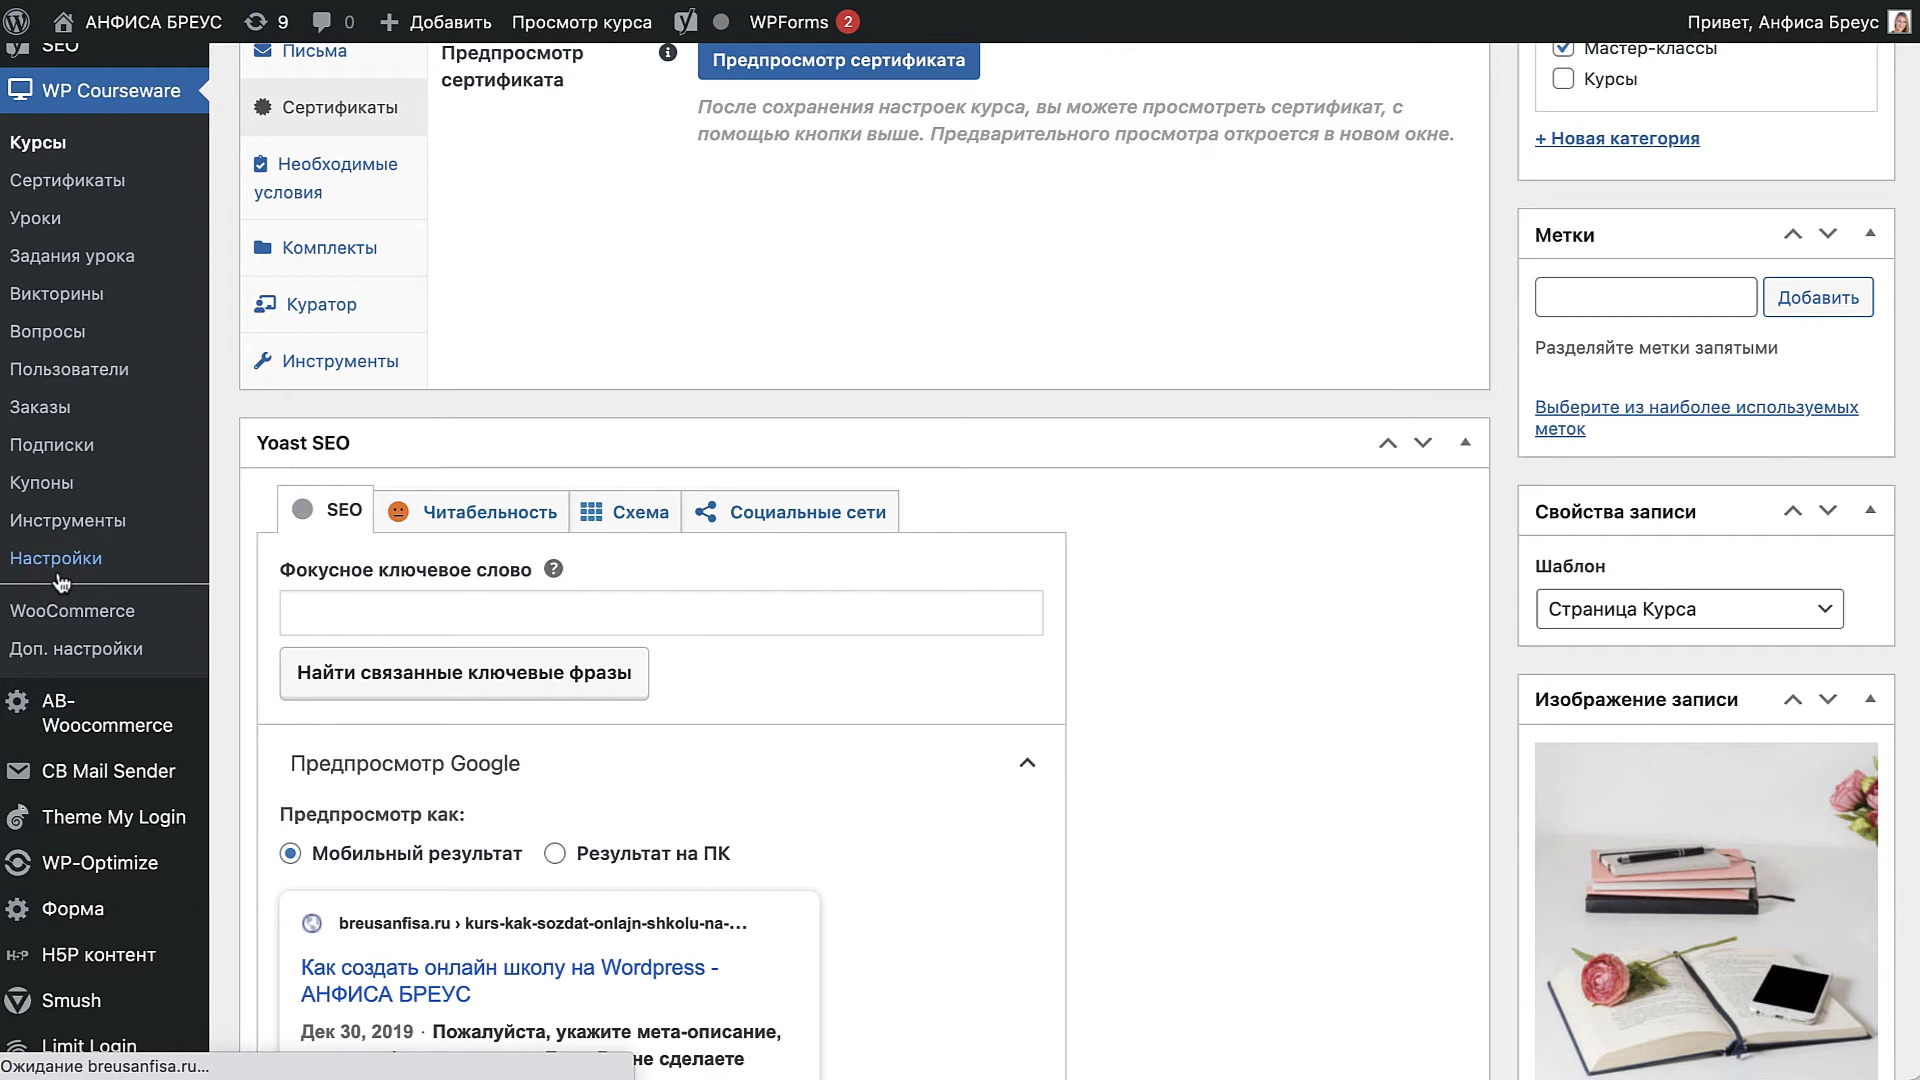 АНФИСА БРЕУС
9
0
Добавить
Просмотр курса
WPForms
2
Привет, Анфиса Бреус
SEO
WP Courseware
Курсы
Сертификаты
Уроки
Задания урока
Викторины
Вопросы
Пользователи
Заказы
Подписки
Купоны
Инструменты
Настройки
WooCommerce
Доп. настройки
AB-
Woocommerce
CB Mail Sender
Theme My Login
WP-Optimize
Форма
H5P контент
Smush
Limit Login
Ожидание breusanfisa.ru...
Письма
Сертификаты
Необходимые
условия
Комплекты
Куратор
Инструменты
Предпросмотр
сертификата
Предпросмотр сертификата
После сохранения настроек курса, вы можете просмотреть сертификат, с
помощью кнопки выше. Предварительного просмотра откроется в новом окне.
Yoast SEO
SEO
Читабельность
Схема
Социальные сети
Фокусное ключевое слово
Найти связанные ключевые фразы
Предпросмотр Google
Предпросмотр как:
Мобильный результат
Результат на ПК
breusanfisa.ru › kurs-kak-sozdat-onlajn-shkolu-na-...
Как создать онлайн школу на Wordpress -
АНФИСА БРЕУС
Дек 30, 2019 · Пожалуйста, укажите мета-описание,
не сделаете
Мастер-классы
Курсы
+ Новая категория
Метки
Добавить
Разделяйте метки запятыми
Выберите из наиболее используемых
меток
Свойства записи
Шаблон
Страница Курса
Изображение записи